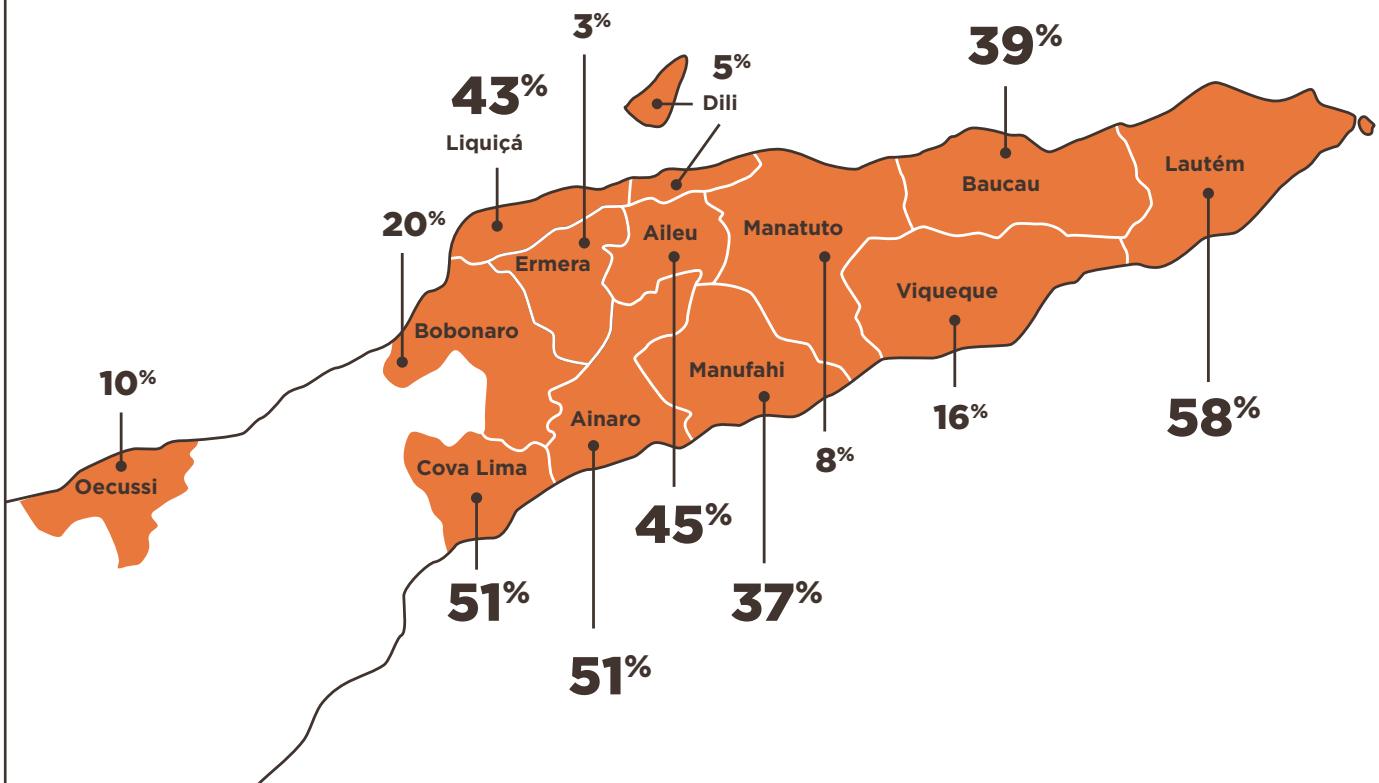 3%
39%
5%
43%
Dili
Liquiçá
Lautém
Baucau
20%
Aileu
Manatuto
Ermera
Viqueque
Bobonaro
Manufahi
10%
16%
58%
Ainaro
8%
Cova Lima
Oecussi
45%
51%
37%
51%